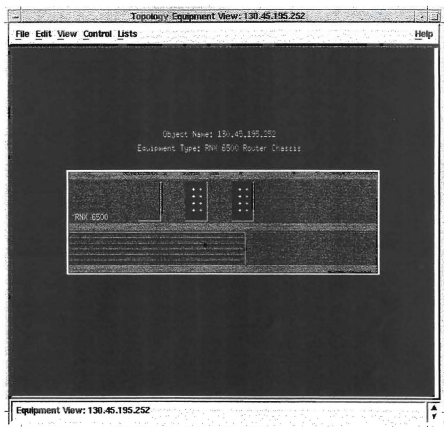 Topology Equipment View: 130.45.195.252
File Edit View Control Lists Help
Object Name: 130.45.195.252
Equipment Type: RNX 6500 Router Chassis
RNX 6500
Equipment View: 130.45.195.252